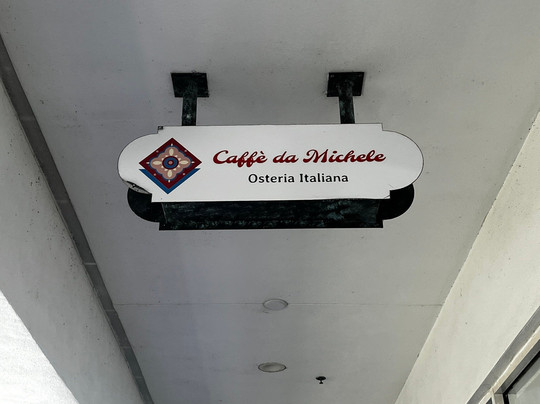 Caffè da Michele
Osteria Italiana